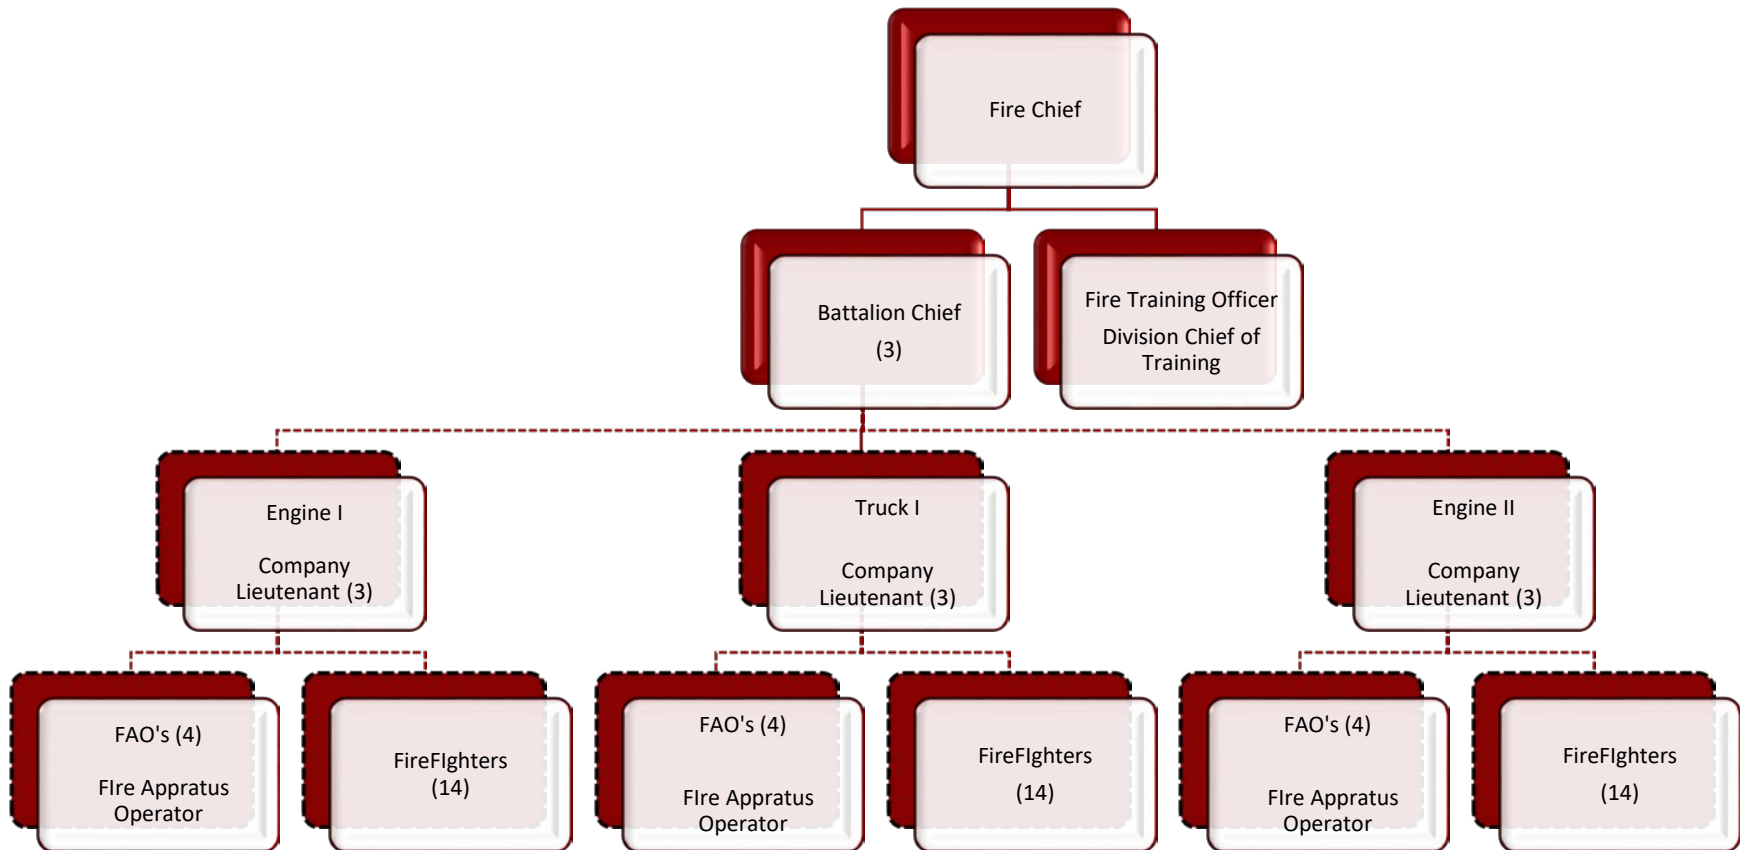 Fire Chief
Battalion Chief
(3)
Fire Training Officer
Division Chief of
Training
Engine I
Company
Lieutenant (3)
Truck I
Company
Lieutenant (3)
Engine II
Company
Lieutenant (3)
FAO's (4)
FIre Appratus
Operator
FireFIghters
(14)
FAO's (4)
FIre Appratus
Operator
FireFIghters
(14)
FAO's (4)
FIre Appratus
Operator
FireFIghters
(14)